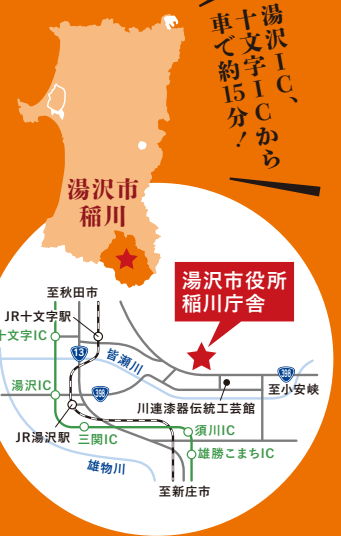 湯沢IC、
十文字ICから
車で約15分！
湯沢市
稲川
湯沢市役所
稲川庁舎
至秋田市
JR十文字駅
十文字IC
13
皆瀬川
398
至小安峡
湯沢IC
398
川連漆器伝統工芸館
JR湯沢駅
三関IC
須川IC
雄勝こまちIC
雄物川
至新庄市